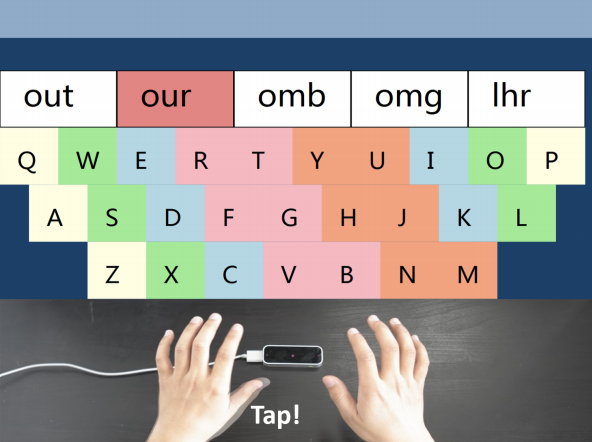 out our omb omg lhr
Q W E R T Y U I O P
A S D F G H J K L
Z X C V B N M
Tap!